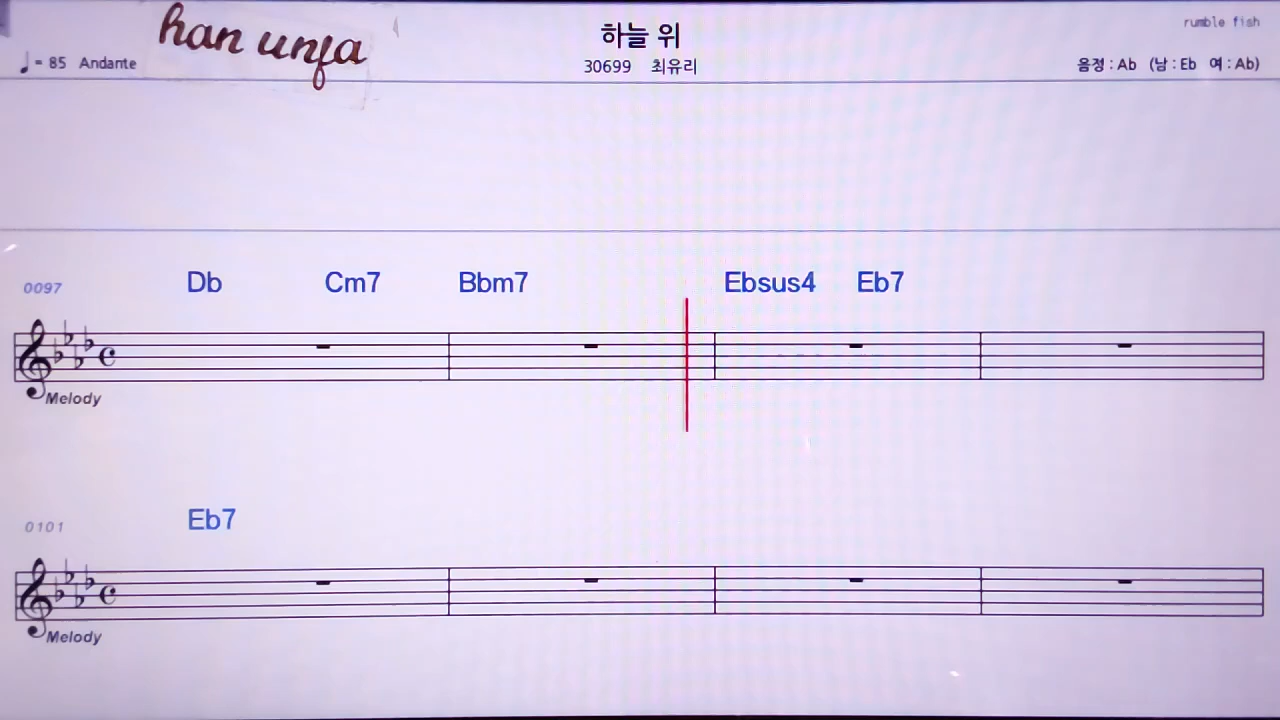 han unja
하늘 위
rumble fish
♩ = 85 Andante
30699 최유리
음정 : Ab (남 : Eb 여 : Ab)
0097
Db Cm7 Bbm7 Ebsus4 Eb7
Melody
0101
Eb7
Melody